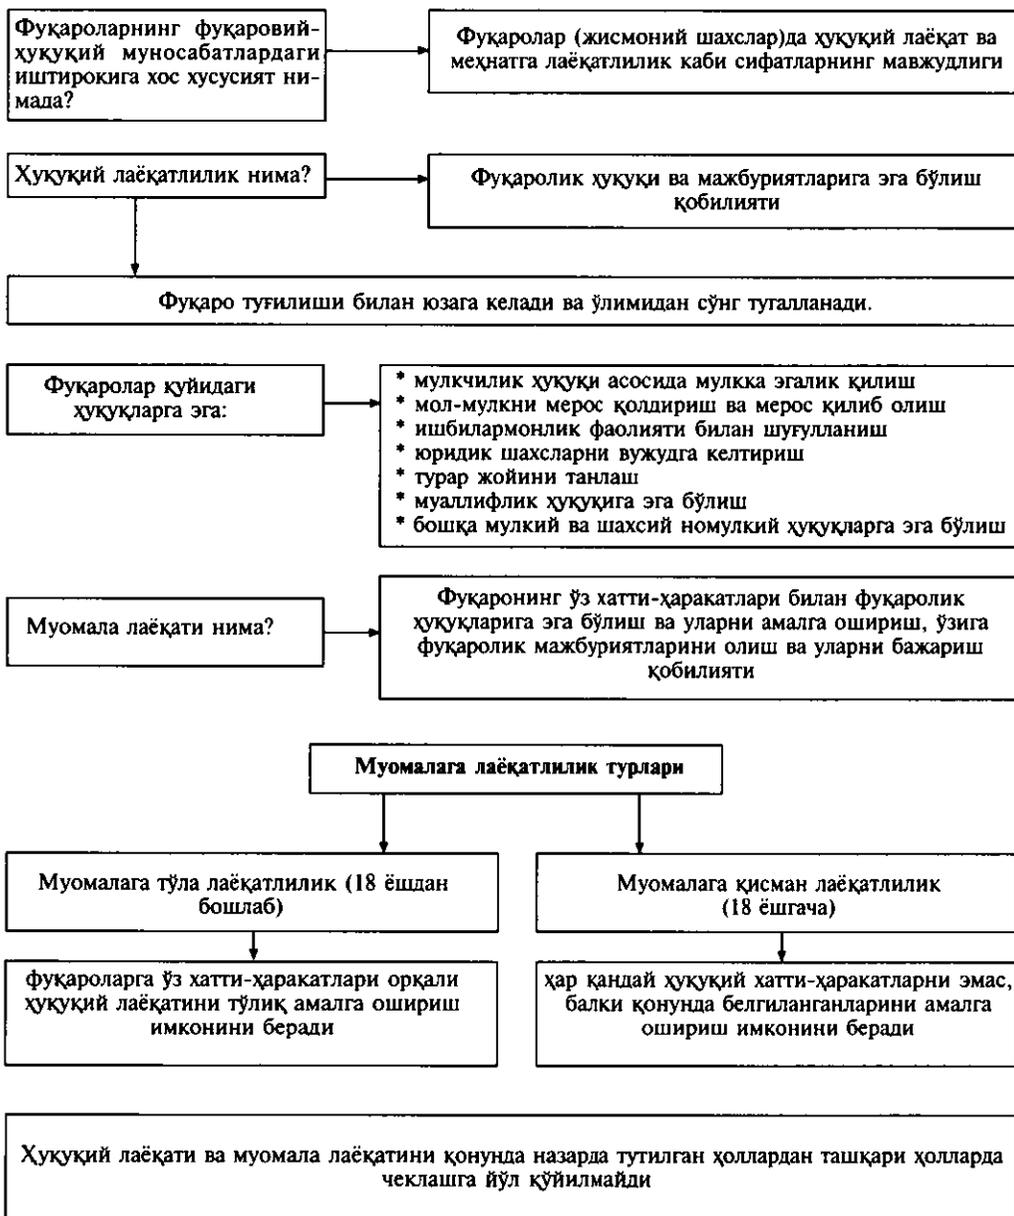 Фуқароларнинг фуқаровий-
ҳуқуқий муносабатлардаги
иштирокига хос хусусият ни-
мада?
Фуқаролар (жисмоний шахслар)да ҳуқуқий лаёқат ва
меҳнатга лаёқатлилик каби сифатларнинг мавжудлиги
Ҳуқуқий лаёқатлилик нима?
Фуқаролик ҳуқуқи ва мажбуриятларига эга бўлиш
қобилияти
Фуқаро туғилиши билан юзага келади ва ўлимидан сўнг тугалланади.
Фуқаролар қуйидаги
ҳуқуқларга эга:
* мулкчилик ҳуқуқи асосида мулкка эгалик қилиш
* мол-мулкни мерос қолдириш ва мерос қилиб олиш
* ишбилармонлик фаолияти билан шуғулланиш
* юридик шахсларни вужудга келтириш
* турар жойини танлаш
* муаллифлик ҳуқуқига эга бўлиш
* бошқа мулкий ва шахсий номулкий ҳуқуқларга эга бўлиш
Муомала лаёқати нима?
Фуқаронинг ўз хатти-ҳаракатлари билан фуқаролик
ҳуқуқларига эга бўлиш ва уларни амалга ошириш, ўзига
фуқаролик мажбуриятларини олиш ва уларни бажариш
қобилияти
Муомалага лаёқатлилик турлари
Муомалага тўла лаёқатлилик (18 ёшдан
бошлаб)
Муомалага қисман лаёқатлилик
(18 ёшгача)
фуқароларга ўз хатти-ҳаракатлари орқали
ҳуқуқий лаёқатини тўлиқ амалга ошириш
имконини беради
ҳар қандай ҳуқуқий хатти-ҳаракатларни эмас,
балки қонунда белгиланганларини амалга
ошириш имконини беради
Ҳуқуқий лаёқати ва муомала лаёқатини қонунда назарда тутилган ҳоллардан ташқари ҳолларда
чеклашга йўл қўйилмайди